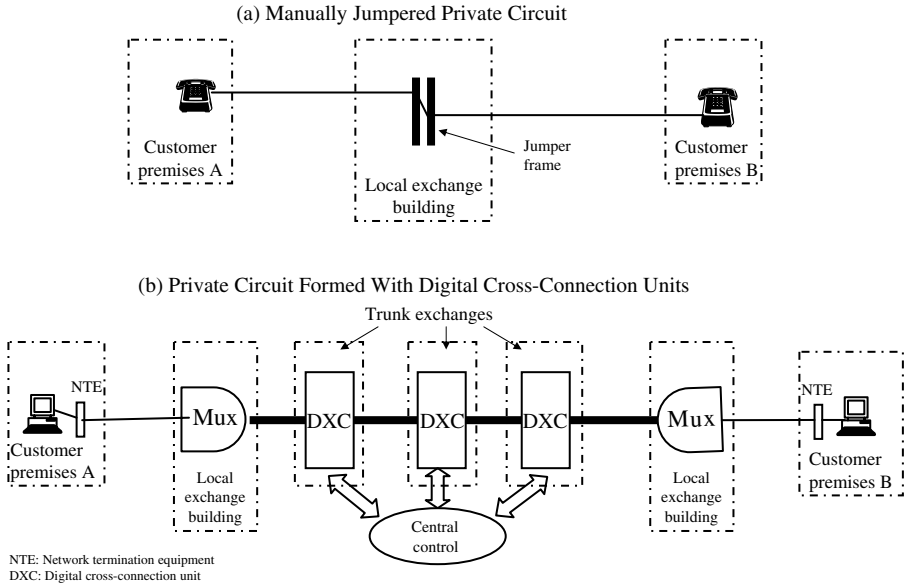 (a) Manually Jumpered Private Circuit
Customer
premises A
Jumper
frame
Local exchange
building
Customer
premises B
(b) Private Circuit Formed With Digital Cross-Connection Units
Trunk exchanges
NTE
Customer
premises A
Mux
Local
exchange
building
DXC
DXC
DXC
Central
control
Mux
Local
exchange
building
NTE
Customer
premises B
NTE: Network termination equipment
DXC: Digital cross-connection unit